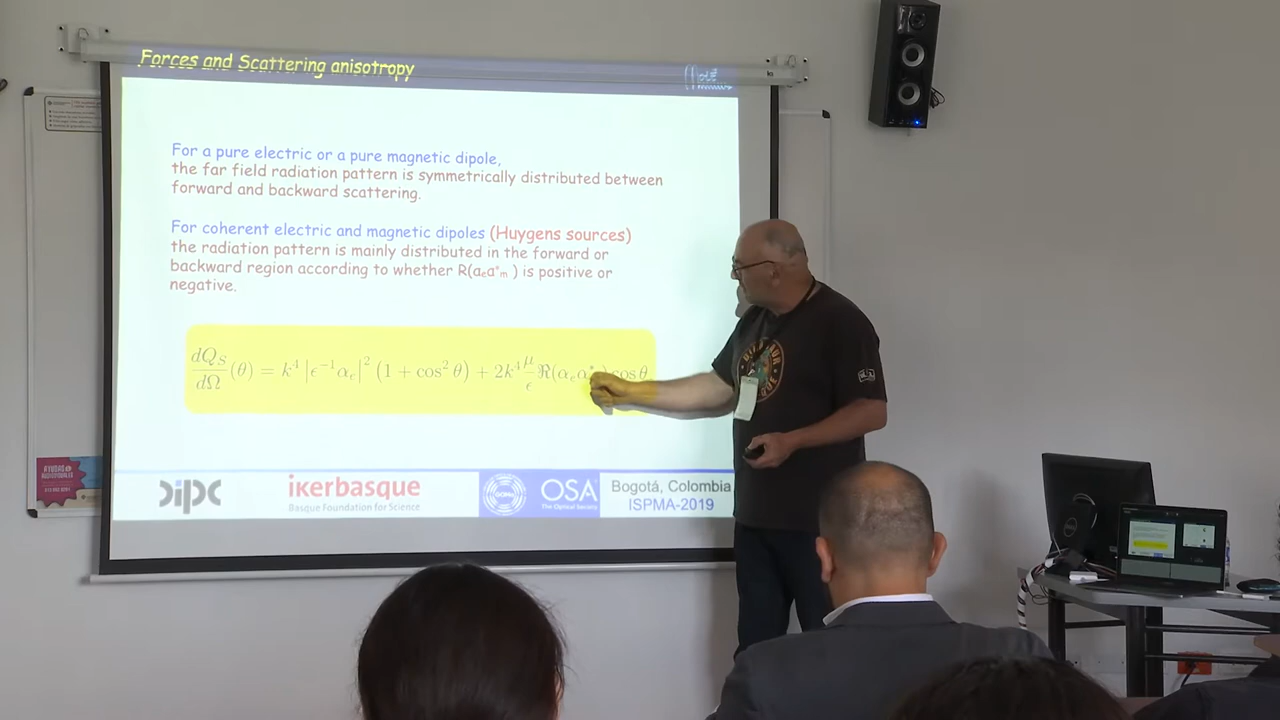 Forces and Scattering anisotropy
For a pure electric or a pure magnetic dipole,
the far field radiation pattern is symmetrically distributed between
forward and backward scattering.
For coherent electric and magnetic dipoles (Huygens sources)
the radiation pattern is mainly distributed in the forward or
backward region according to whether R(αₑα*ₘ) is positive or
negative.
dQs/dΩ (θ) = k⁴ |ϵ⁻¹αₑ|² (1 + cos² θ) + 2k⁴ μ/ϵ ℜ(αₑα*) cos θ
dipc
ikerbasque
Basque Foundation for Science
OSA
The Optical Society
Bogotá, Colombia
ISPMA-2019